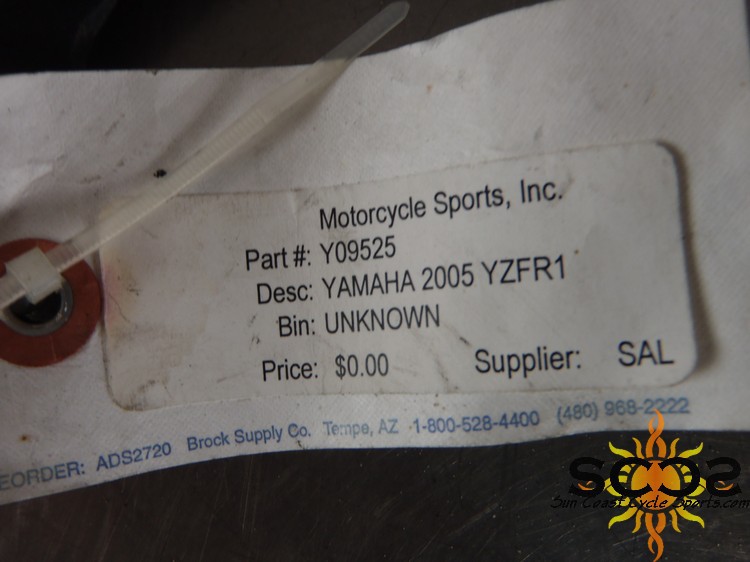 Motorcycle Sports, Inc.
Part #: Y09525
Desc: YAMAHA 2005 YZFR1
Bin: UNKNOWN
Price: $0.00 Supplier: SAL
EORDER: ADS2720 Brock Supply Co. Tempe, AZ 1-800-528-4400 (480) 968-2222
SCCS
Sun Coast Cycle Sports.com